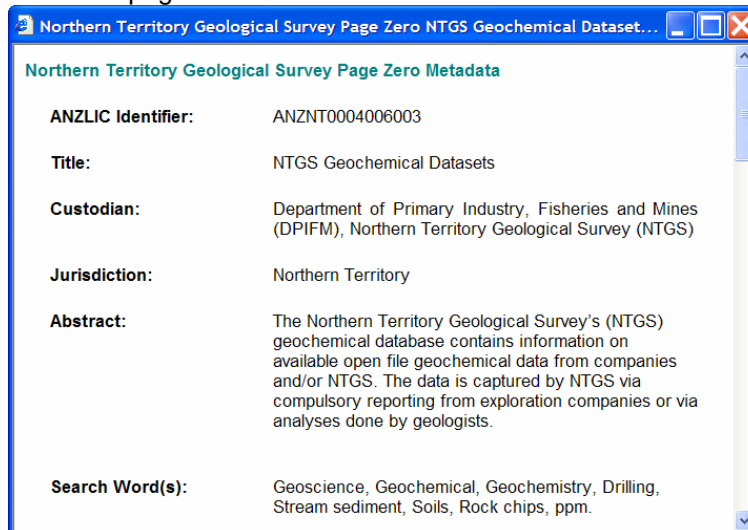 Northern Territory Geological Survey Page Zero NTGS Geochemical Dataset...
Northern Territory Geological Survey Page Zero Metadata
ANZLIC Identifier: ANZNT0004006003
Title: NTGS Geochemical Datasets
Custodian: Department of Primary Industry, Fisheries and Mines
(DPIFM), Northern Territory Geological Survey (NTGS)
Jurisdiction: Northern Territory
Abstract: The Northern Territory Geological Survey's (NTGS)
geochemical database contains information on
available open file geochemical data from companies
and/or NTGS. The data is captured by NTGS via
compulsory reporting from exploration companies or via
analyses done by geologists.
Search Word(s): Geoscience, Geochemical, Geochemistry, Drilling,
Stream sediment, Soils, Rock chips, ppm.